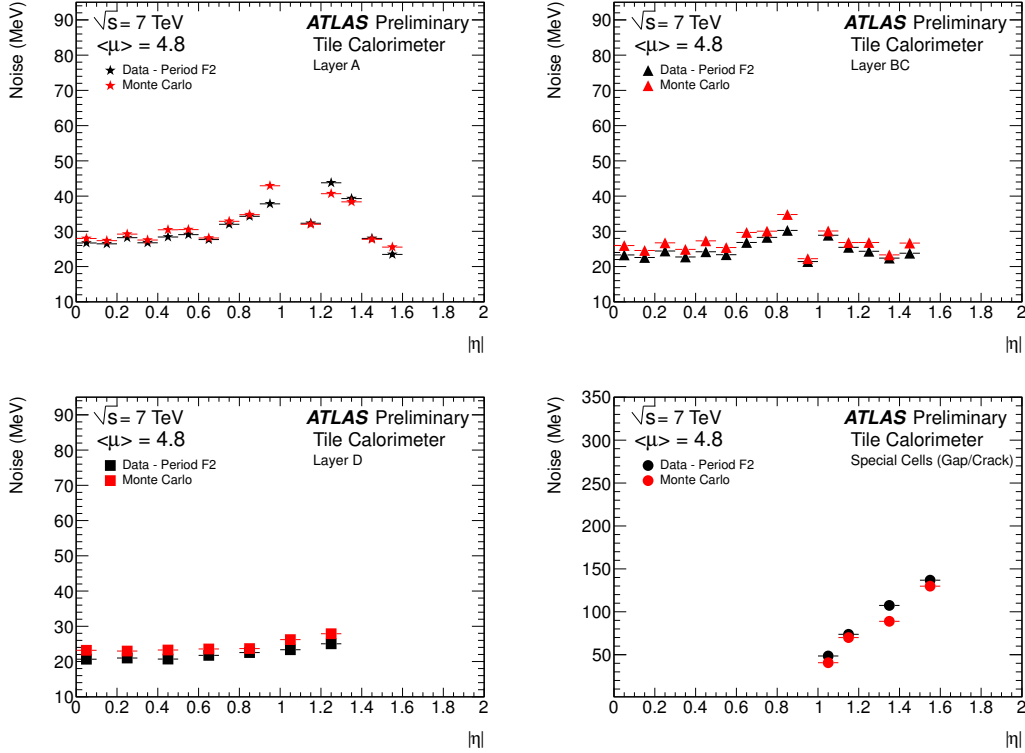 √s = 7 TeV
<μ> = 4.8
Data - Period F2
Monte Carlo
ATLAS Preliminary
Tile Calorimeter
Layer A
Noise (MeV)
90
80
70
60
50
40
30
20
10
0 0.2 0.4 0.6 0.8 1 1.2 1.4 1.6 1.8 2
|η|
√s = 7 TeV
<μ> = 4.8
Data - Period F2
Monte Carlo
ATLAS Preliminary
Tile Calorimeter
Layer BC
Noise (MeV)
90
80
70
60
50
40
30
20
10
0 0.2 0.4 0.6 0.8 1 1.2 1.4 1.6 1.8 2
|η|
√s = 7 TeV
<μ> = 4.8
Data - Period F2
Monte Carlo
ATLAS Preliminary
Tile Calorimeter
Layer D
Noise (MeV)
90
80
70
60
50
40
30
20
10
0 0.2 0.4 0.6 0.8 1 1.2 1.4 1.6 1.8 2
|η|
√s = 7 TeV
<μ> = 4.8
Data - Period F2
Monte Carlo
ATLAS Preliminary
Tile Calorimeter
Special Cells (Gap/Crack)
Noise (MeV)
350
300
250
200
150
100
50
0 0.2 0.4 0.6 0.8 1 1.2 1.4 1.6 1.8 2
|η|